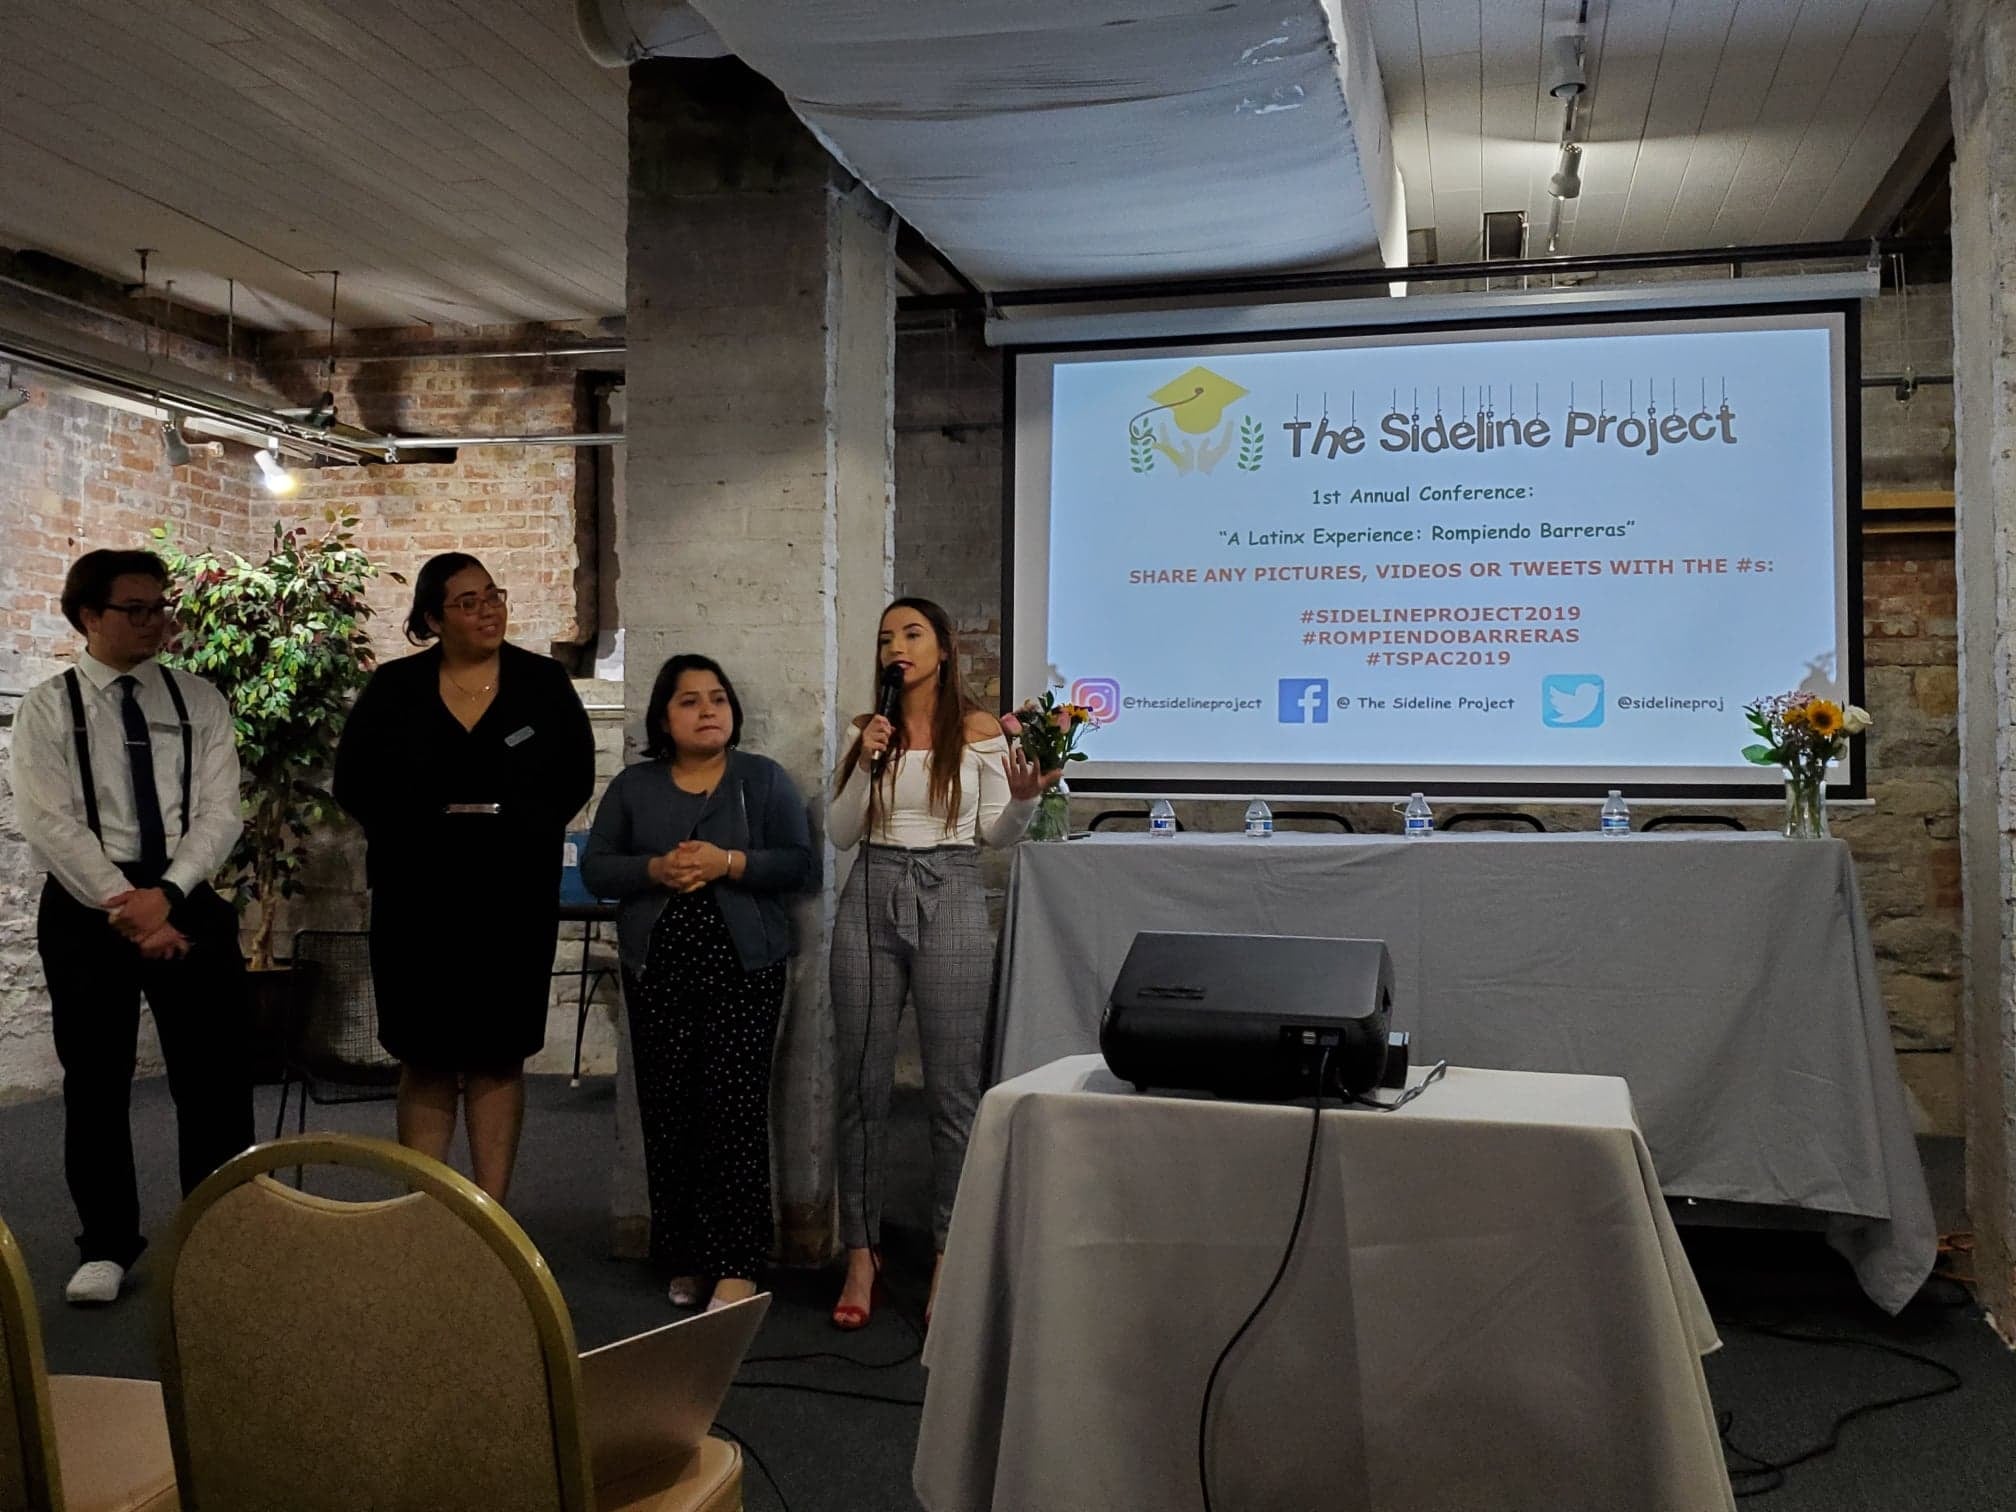 The Sideline Project
1st Annual Conference:
"A Latinx Experience: Rompiendo Barreras"
SHARE ANY PICTURES, VIDEOS OR TWEETS WITH THE #s:
#SIDELINEPROJECT2019
#ROMPIENDOBARRERAS
#TSPAC2019
@thesidelineproject @ The Sideline Project @sidelineproj